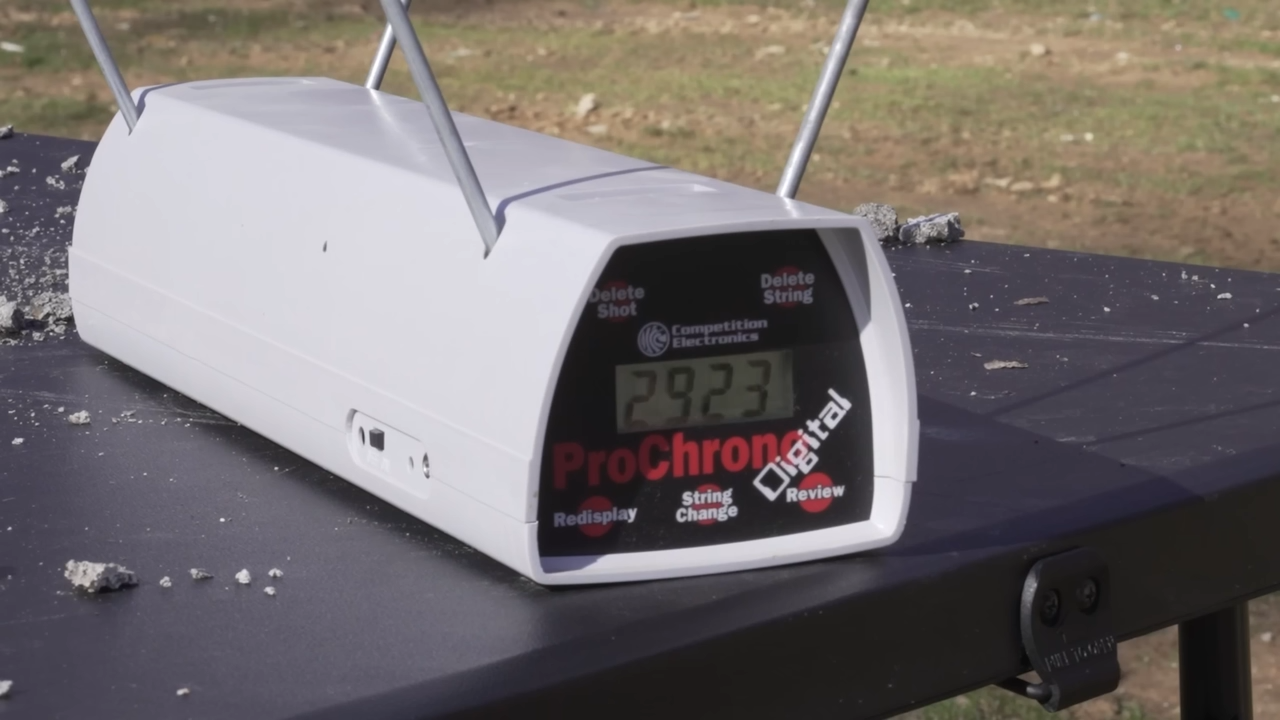 Delete
Shot
Delete
String
Competition
Electronics
2923
ProChrono
Digital
Redisplay
String
Change
Review